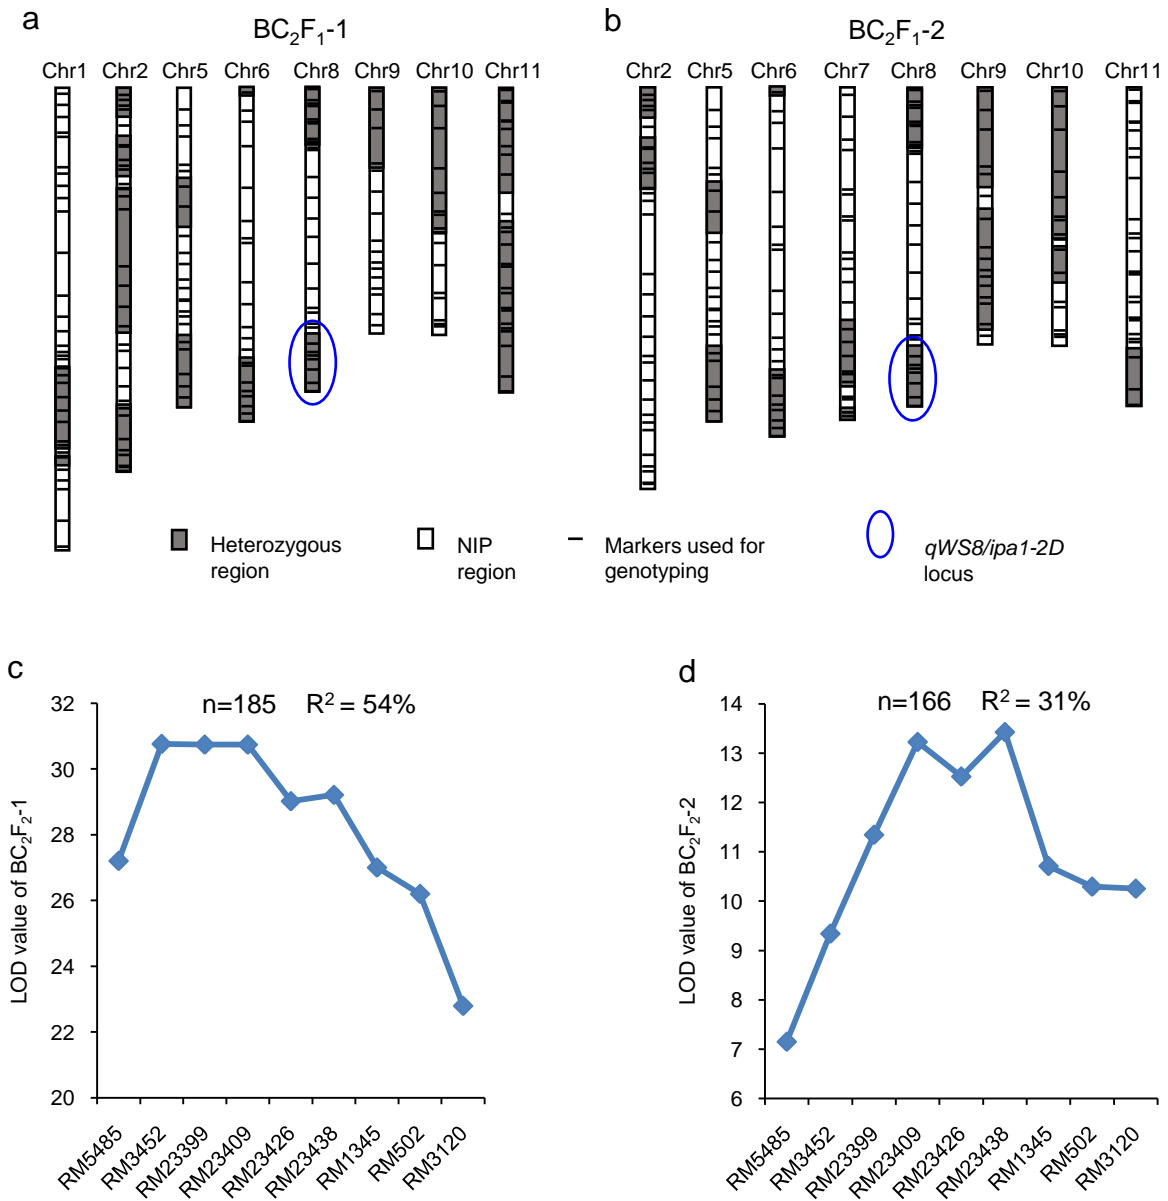 a
BC₂F₁-1
Chr1 Chr2 Chr5 Chr6 Chr8 Chr9 Chr10 Chr11
b
BC₂F₁-2
Chr2 Chr5 Chr6 Chr7 Chr8 Chr9 Chr10 Chr11
Heterozygous
region
NIP
region
Markers used for
genotyping
qWS8/ipa1-2D
locus
c
n=185 R² = 54%
LOD value of BC₂F₂-1
32
30
28
26
24
22
20
RM5485
RM3452
RM23399
RM23409
RM23426
RM23438
RM1345
RM502
RM3120
d
n=166 R² = 31%
LOD value of BC₂F₂-2
14
13
12
11
10
9
8
7
6
RM5485
RM3452
RM23399
RM23409
RM23426
RM23438
RM1345
RM502
RM3120